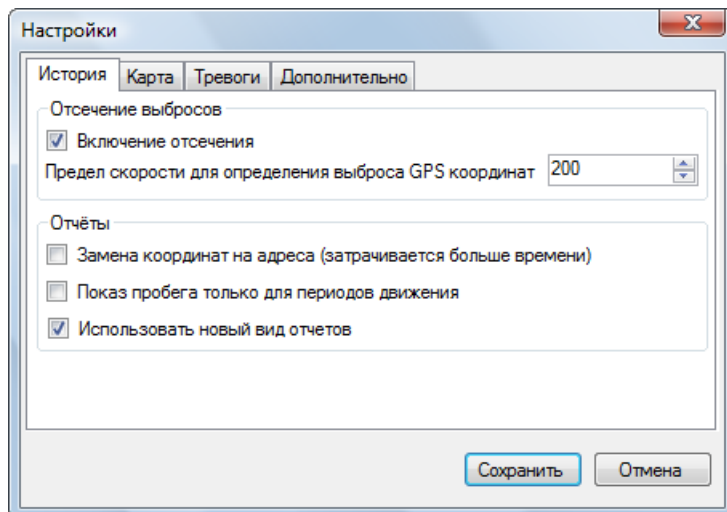 Настройки
История Карта Тревоги Дополнительно
Отсечение выбросов
Включение отсечения
Предел скорости для определения выброса GPS координат 200
Отчёты
Замена координат на адреса (затрачивается больше времени)
Показ пробега только для периодов движения
Использовать новый вид отчетов
Сохранить Отмена